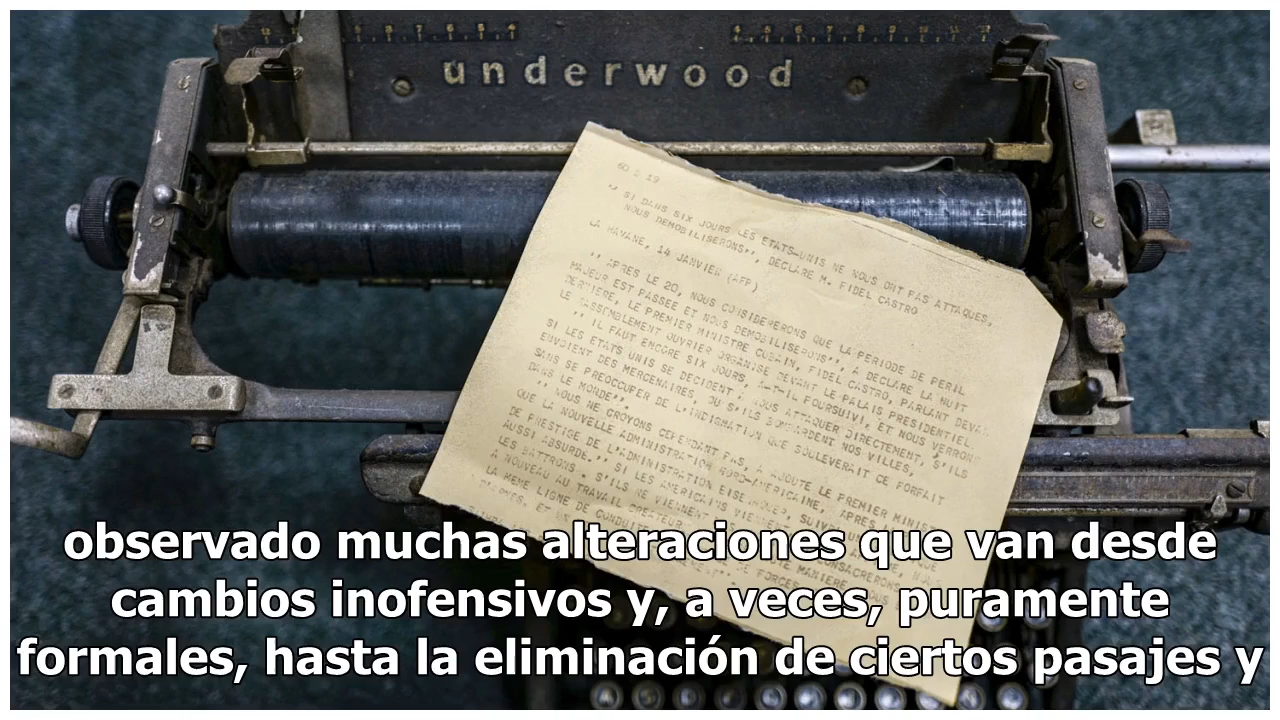 underwood
60 1 19
'' SI DANS SIX JOURS LES ETATS-UNIS NE NOUS ONT PAS ATTAQUES,
NOUS DEMOBILISERONS'', DECLARE M. FIDEL CASTRO
LA HAVANE, 14 JANVIER (AFP)
'' APRES LE 20, NOUS CONSIDERERONS QUE LA PERIODE DE PERIL
MAJEUR EST PASSEE ET NOUS DEMOBILISERONS'', A DECLARE LA NUIT
DERNIERE, LE PREMIER MINISTRE CUBAIN, FIDEL CASTRO, PARLANT DEVA
LE RASSEMBLEMENT OUVRIER ORGANISE DEVANT LE PALAIS PRESIDENTIEL
'' IL FAUT ENCORE SIX JOURS, A-T-IL POURSUIVI, ET NOUS VERRONS
SI LES ETATS UNIS SE DECIDENT A NOUS ATTAQUER DIRECTEMENT, S'ILS
ENVOIENT DES MERCENAIRES, OU S'ILS BOMBARDENT NOS VILLES,
SANS SE PREOCCUPER DE L'INDIGNATION QUE SOULEVERAIT CE FORFAIT
DANS LE MONDE''.
'' NOUS NE CROYONS CEPENDANT PAS, A AJOUTE LE PREMIER MINIST
QUE LA NOUVELLE ADMINISTRATION NORD-AMERICAINE, APRES
DE PRESTIGE DE L'ADMINISTRATION
AUSSI ABSURDE. SI LES AMERICAINS
LES BATTRONS. S'ILS NE VIENNENT
A NOUVEAU AU TRAVAIL CREATEUR
LA MEME LIGNE DE CONDUITE
observado muchas alteraciones que van desde
cambios inofensivos y, a veces, puramente
formales, hasta la eliminación de ciertos pasajes y